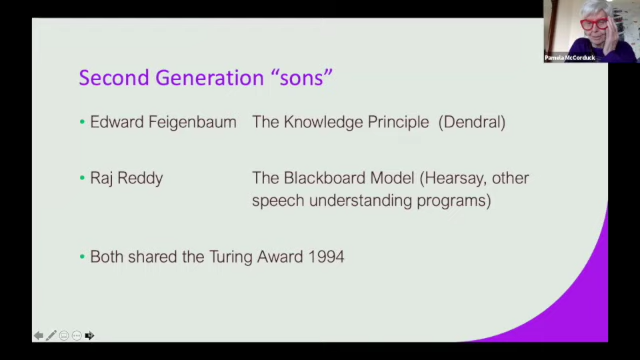 Pamela McCorduck
Second Generation “sons”
• Edward Feigenbaum The Knowledge Principle (Dendral)
• Raj Reddy The Blackboard Model (Hearsay, other
speech understanding programs)
• Both shared the Turing Award 1994